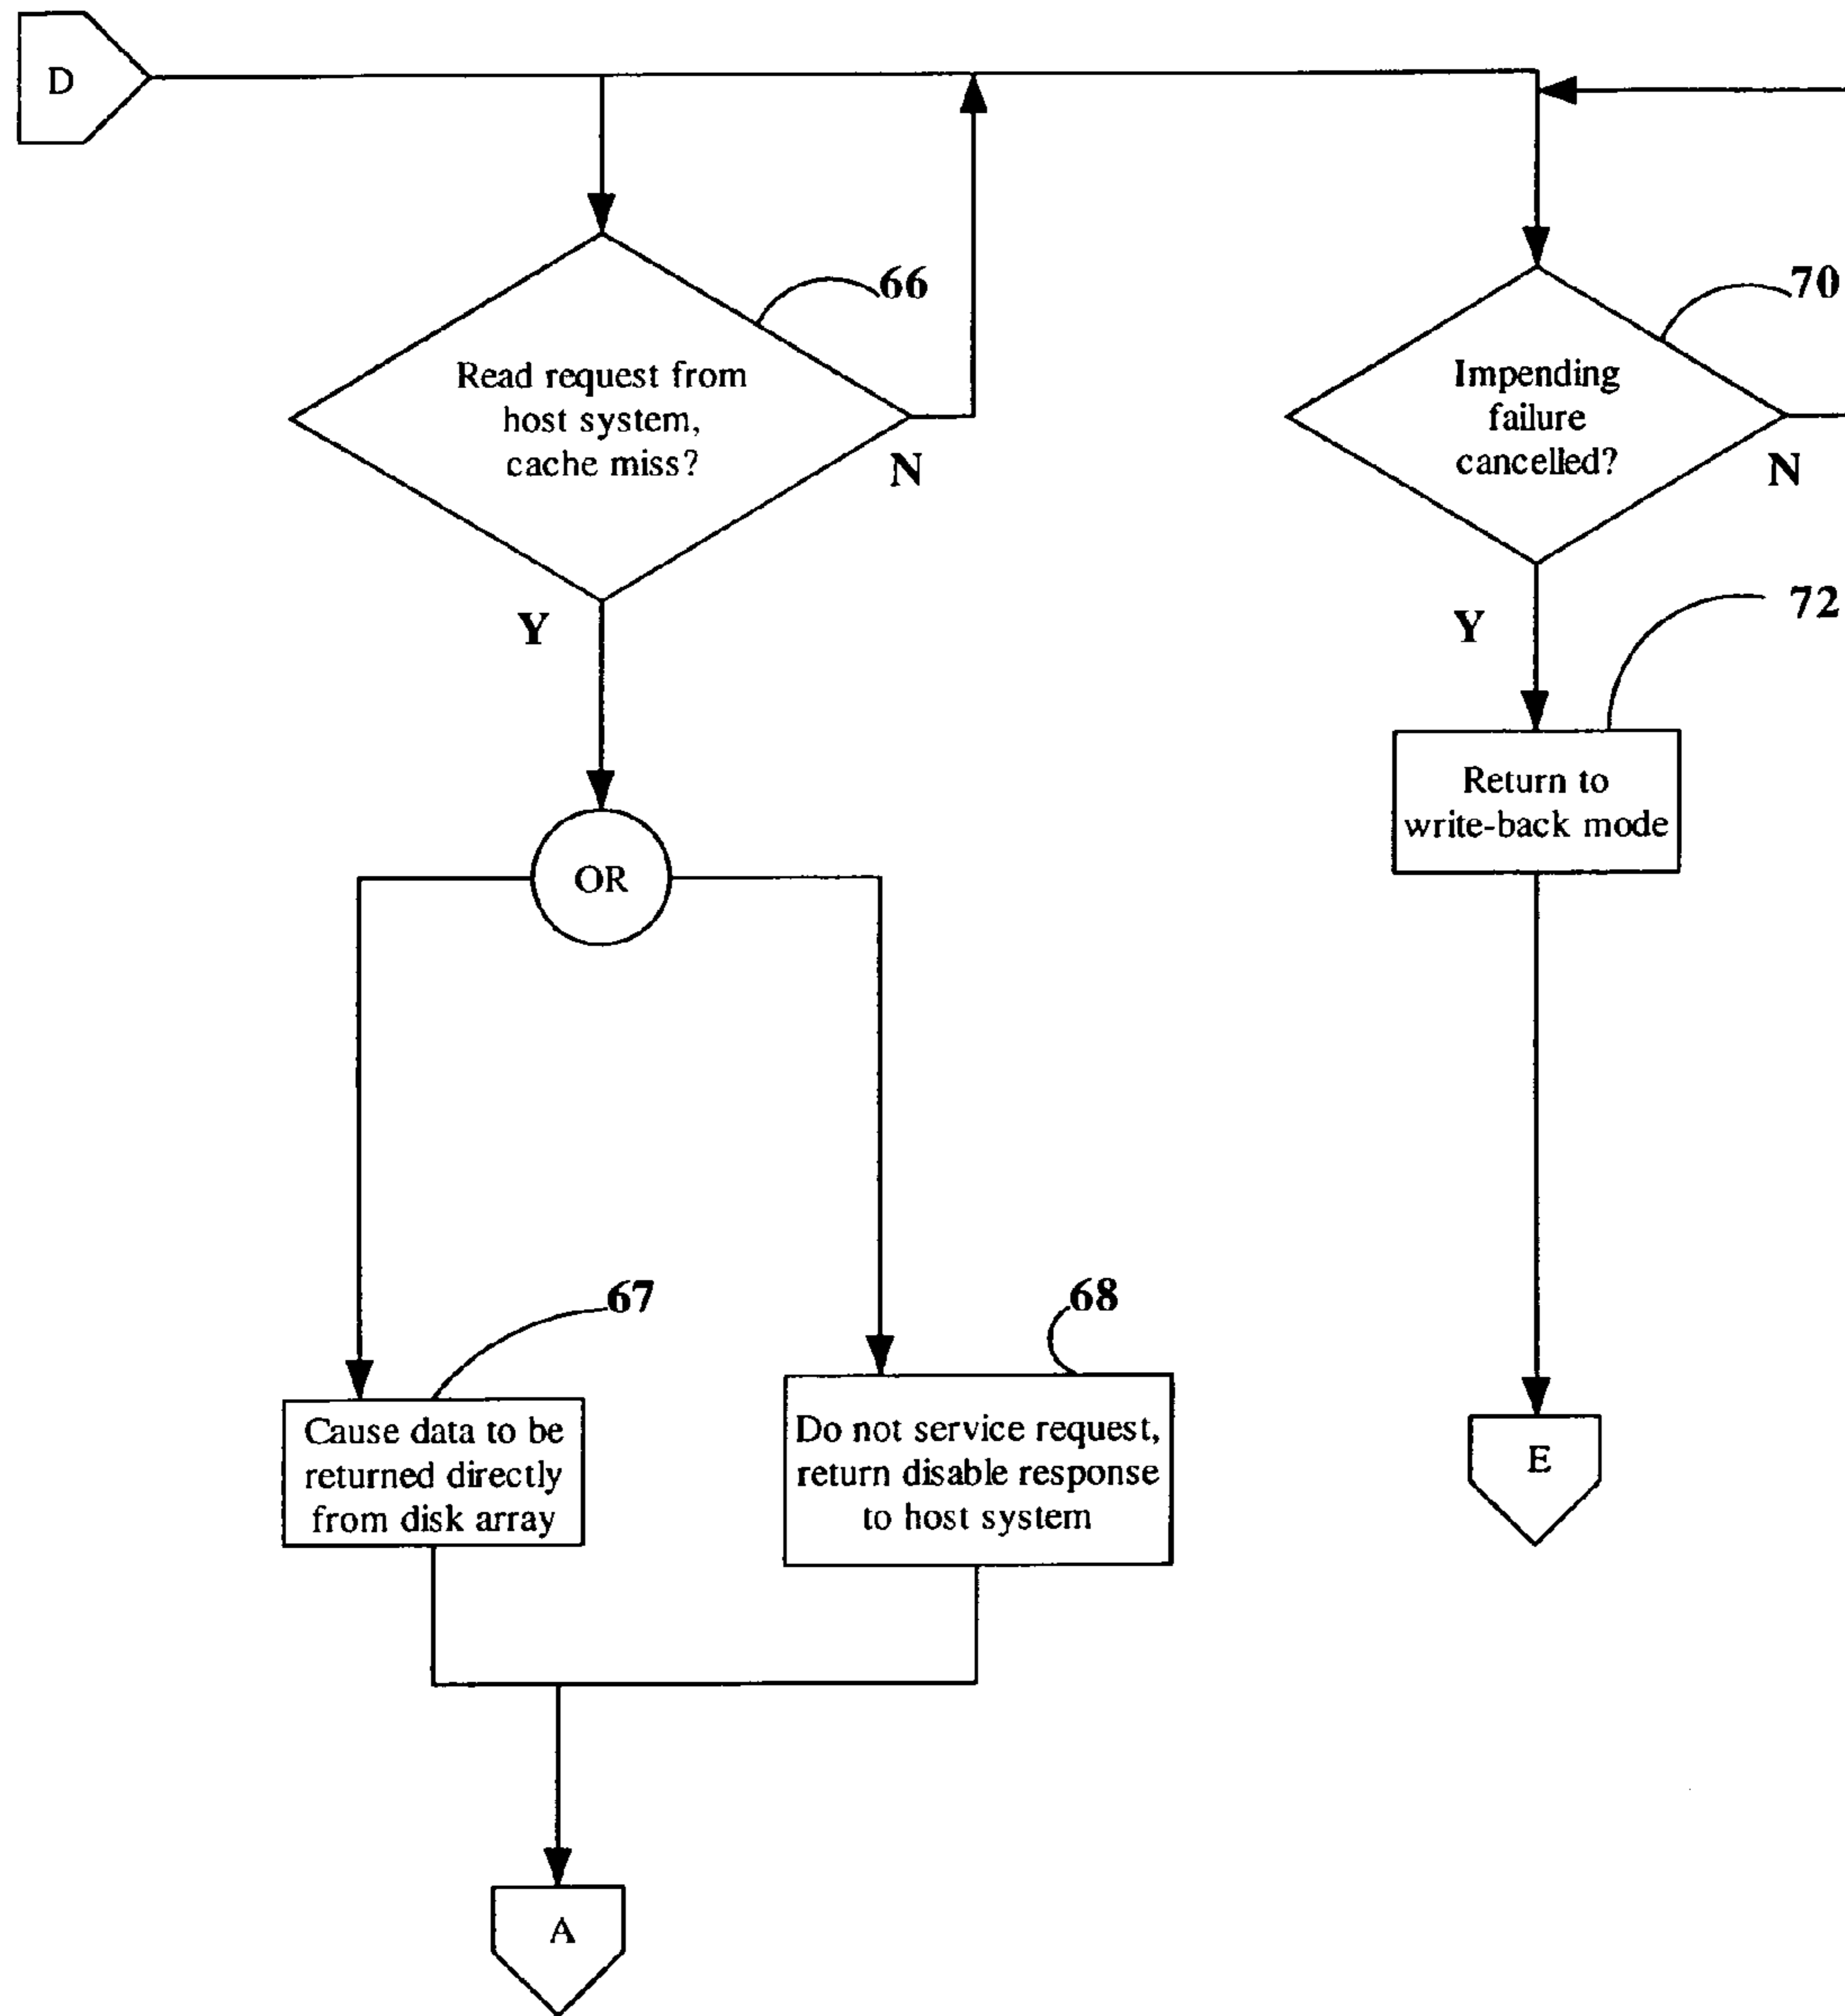 D
66
Read request from
host system,
cache miss?
N
Y
70
Impending
failure
cancelled?
N
Y
72
Return to
write-back mode
OR
67
Cause data to be
returned directly
from disk array
68
Do not service request,
return disable response
to host system
E
A